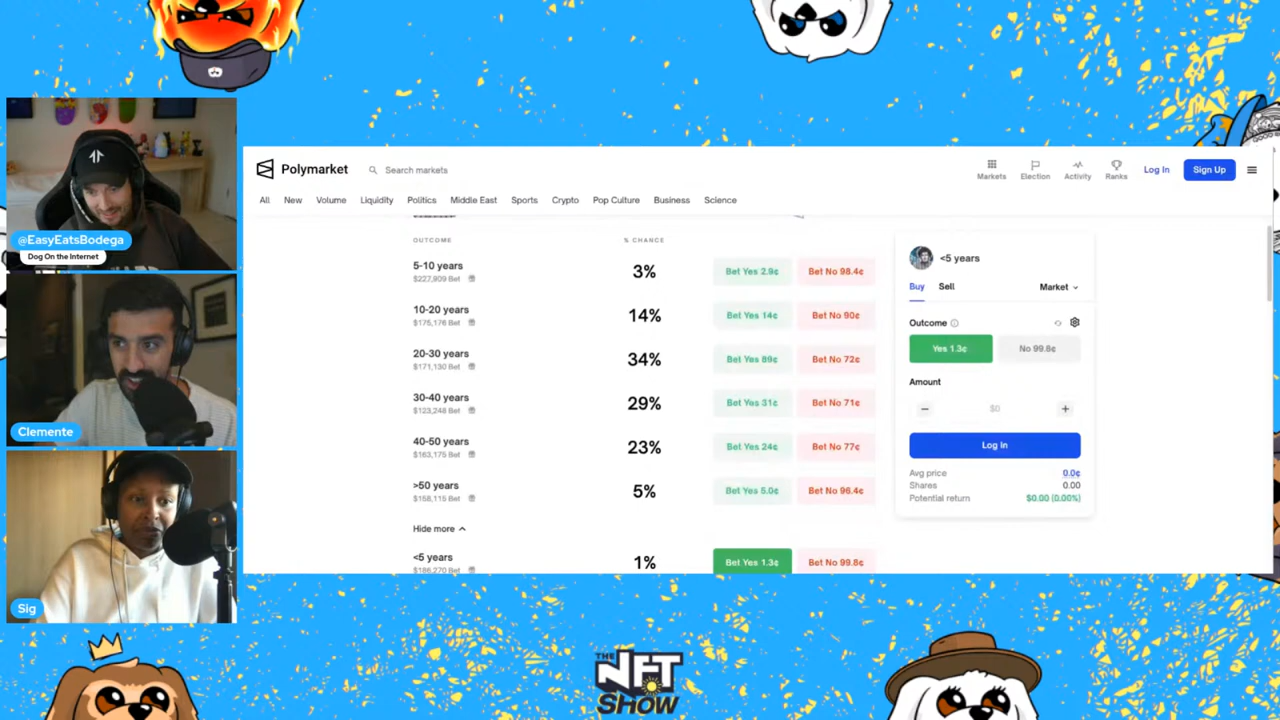 @EasyEatsBodega
Dog On the Internet
Clemente
Sig
Polymarket
Search markets
Markets
Election
Activity
Ranks
Log In
Sign Up
All
New
Volume
Liquidity
Politics
Middle East
Sports
Crypto
Pop Culture
Business
Science
OUTCOME
% CHANCE
5-10 years
$227,909 Bet
3%
Bet Yes 2.9¢
Bet No 98.4¢
10-20 years
$175,176 Bet
14%
Bet Yes 14¢
Bet No 90¢
20-30 years
$171,130 Bet
34%
Bet Yes 89¢
Bet No 72¢
30-40 years
$123,248 Bet
29%
Bet Yes 31¢
Bet No 71¢
40-50 years
$163,175 Bet
23%
Bet Yes 24¢
Bet No 77¢
>50 years
$158,115 Bet
5%
Bet Yes 5.0¢
Bet No 96.4¢
Hide more
<5 years
$186,270 Bet
1%
Bet Yes 1.3¢
Bet No 99.8¢
<5 years
Buy
Sell
Market
Outcome
Yes 1.3¢
No 99.8¢
Amount
$0
Log In
Avg price
0.0¢
Shares
0.00
Potential return
$0.00 (0.00%)
THE
NFT
SHOW